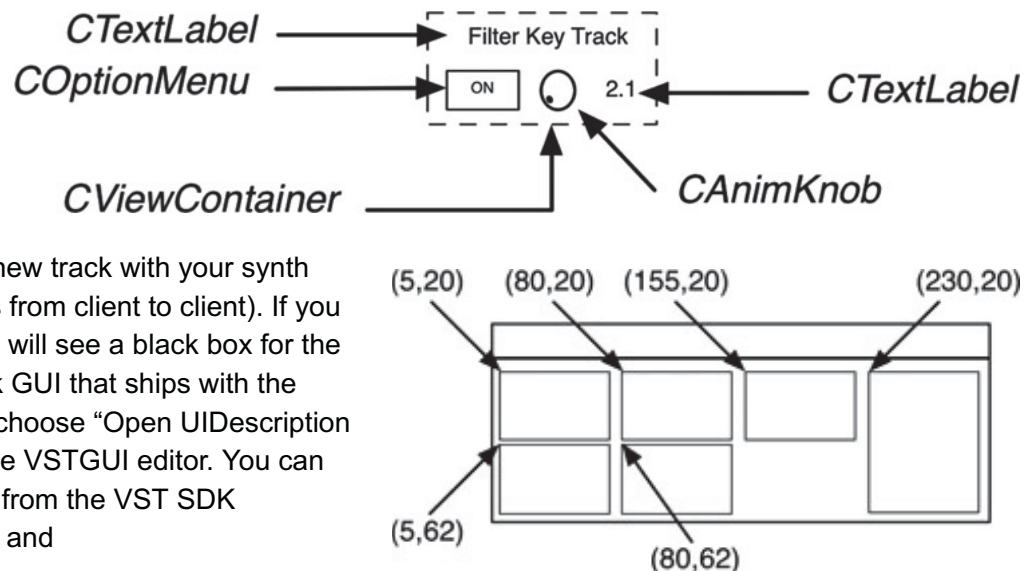 CTextLabel
Filter Key Track
COptionMenu
ON
2.1
CTextLabel
CViewContainer
CAnimKnob
new track with your synth
s from client to client). If you
will see a black box for the
k GUI that ships with the
choose “Open UIDescription
e VSTGUI editor. You can
from the VST SDK
and
(5,20)
(80,20)
(155,20)
(230,20)
(5,62)
(80,62)